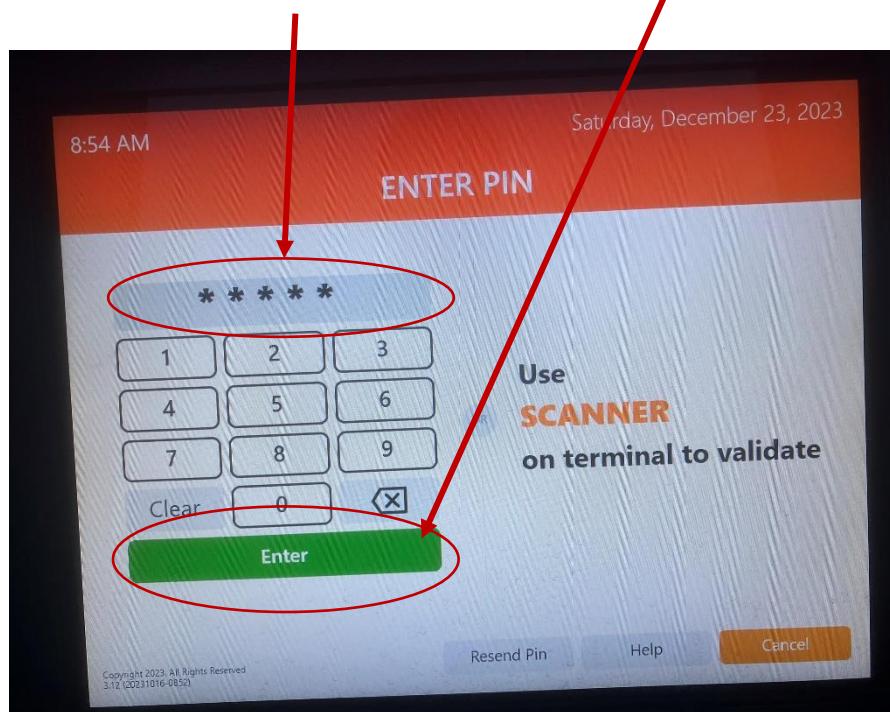 8:54 AM
Saturday, December 23, 2023
ENTER PIN
* * * * *
1 2 3
4 5 6
7 8 9
Clear 0
Enter
Use
SCANNER
on terminal to validate
Resend Pin Help Cancel
Copyright 2023. All Rights Reserved
3.12 (20231016-0852)